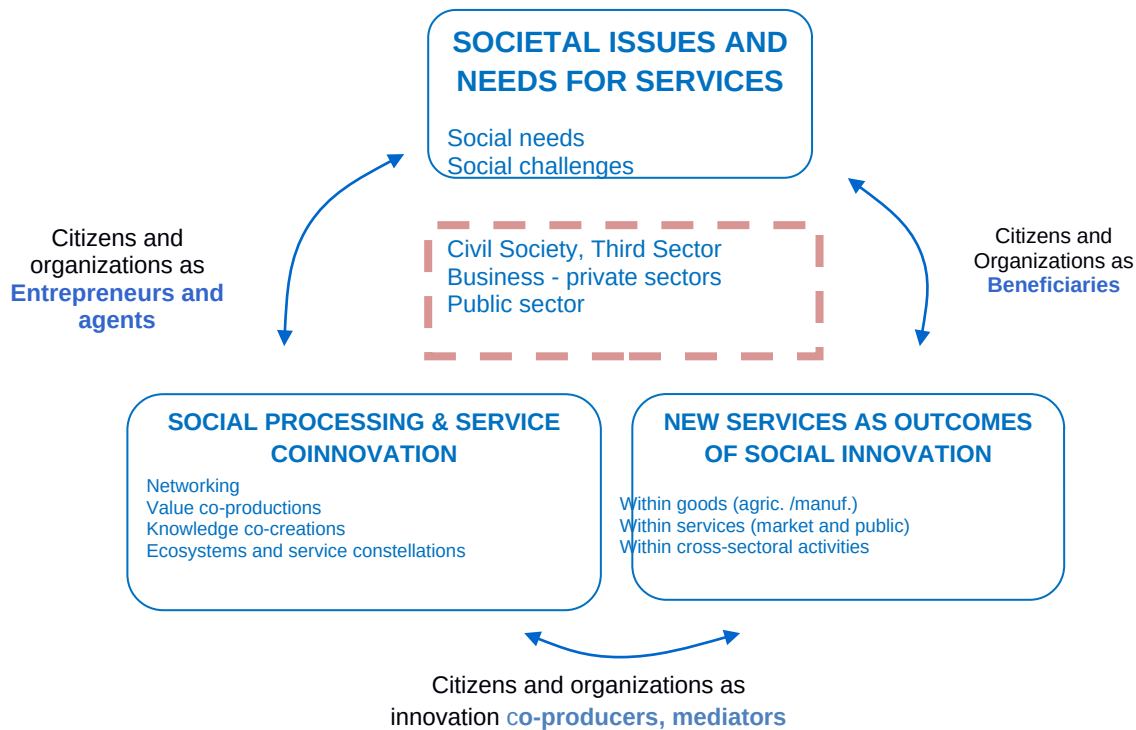 SOCIETAL ISSUES AND
NEEDS FOR SERVICES
Social needs
Social challenges
Citizens and
organizations as
Entrepreneurs and
agents
Civil Society, Third Sector
Business - private sectors
Public sector
Citizens and
Organizations as
Beneficiaries
SOCIAL PROCESSING & SERVICE
COINNOVATION
Networking
Value co-productions
Knowledge co-creations
Ecosystems and service constellations
NEW SERVICES AS OUTCOMES
OF SOCIAL INNOVATION
Within goods (agric. /manuf.)
Within services (market and public)
Within cross-sectoral activities
Citizens and organizations as
innovation co-producers, mediators